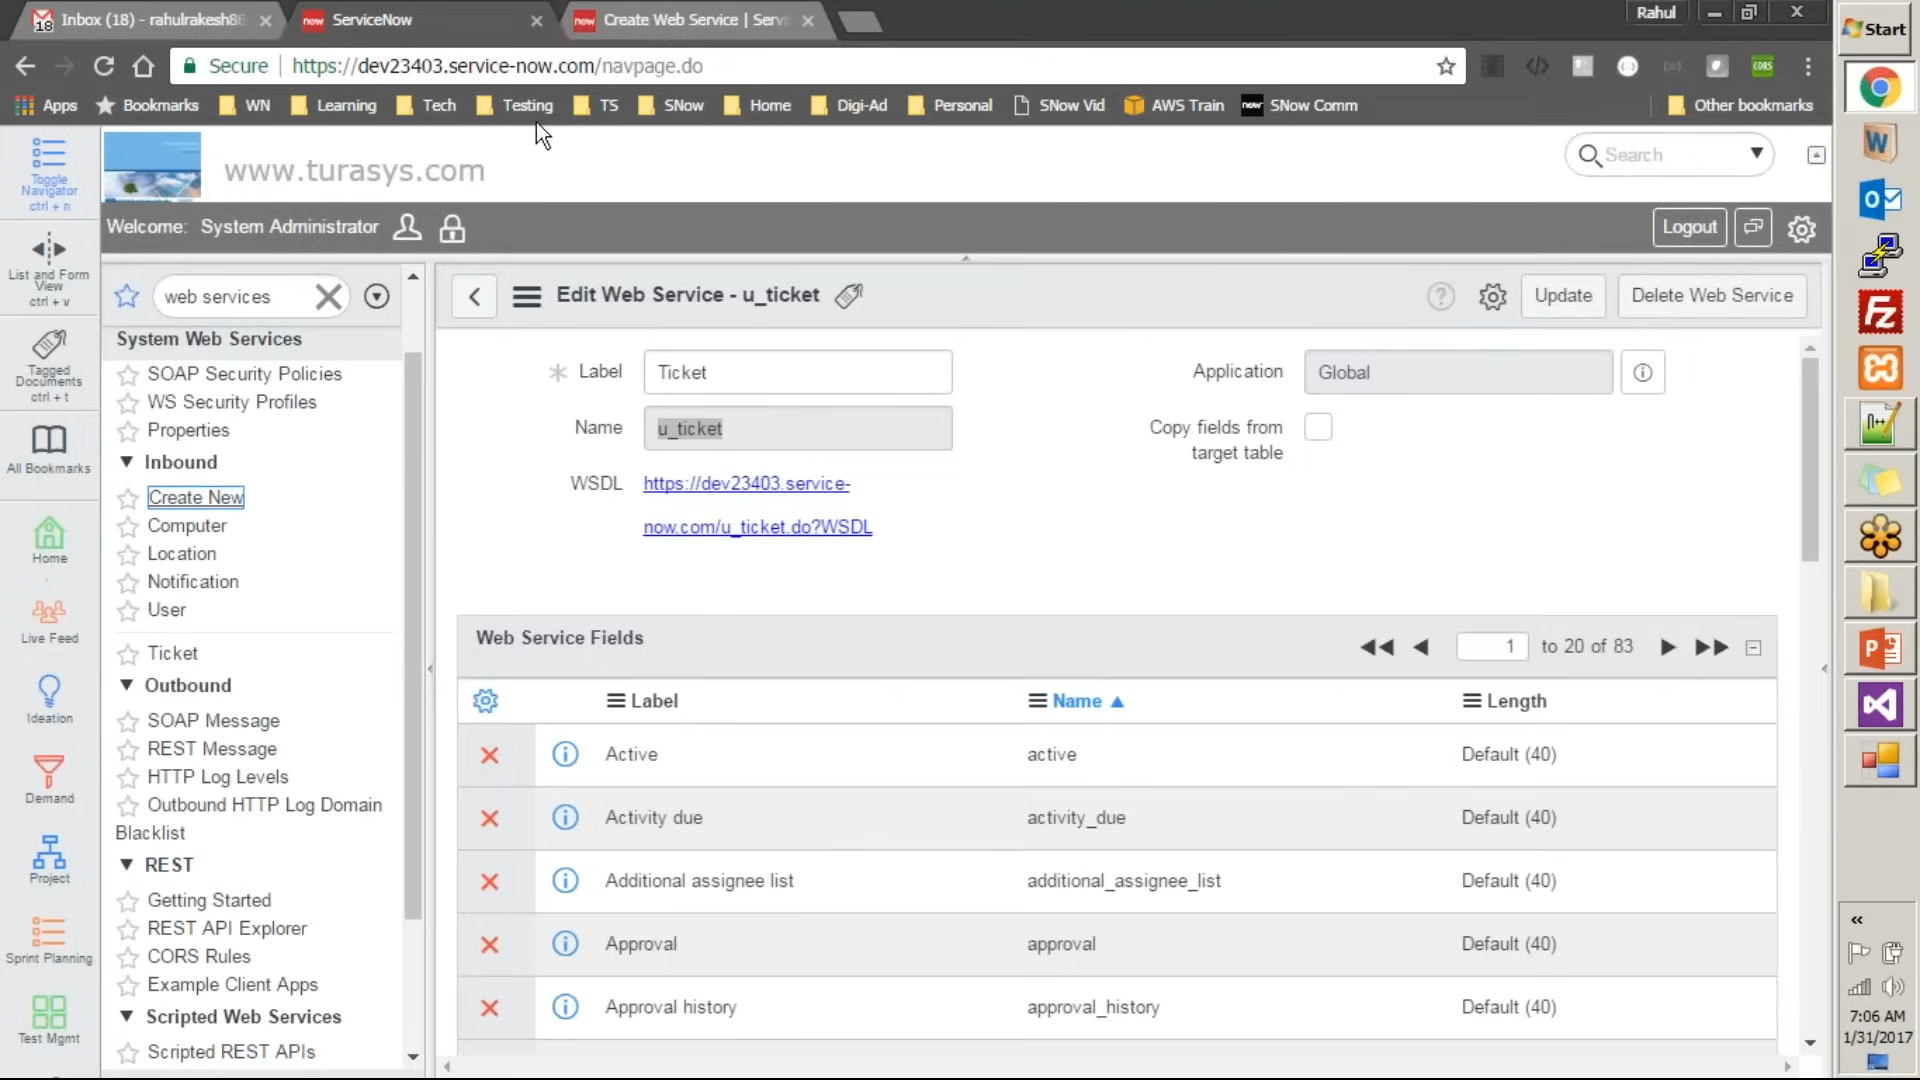 Inbox (18) - rahulrakesh86
ServiceNow
Create Web Service | Serv
Rahul
Start
Secure
https://dev23403.service-now.com/navpage.do
Apps
Bookmarks
WN
Learning
Tech
Testing
TS
SNow
Home
Digi-Ad
Personal
SNow Vid
AWS Train
SNow Comm
Other bookmarks
www.turasys.com
Search
Welcome: System Administrator
Logout
Toggle
Navigator
ctrl + n
List and Form
View
ctrl + v
Tagged
Documents
ctrl + t
All Bookmarks
Home
Live Feed
Ideation
Demand
Project
Sprint Planning
Test Mgmt
web services
System Web Services
SOAP Security Policies
WS Security Profiles
Properties
Inbound
Create New
Computer
Location
Notification
User
Ticket
Outbound
SOAP Message
REST Message
HTTP Log Levels
Outbound HTTP Log Domain
Blacklist
REST
Getting Started
REST API Explorer
CORS Rules
Example Client Apps
Scripted Web Services
Scripted REST APIs
Edit Web Service - u_ticket
Update
Delete Web Service
Label
Ticket
Application
Global
Name
u_ticket
Copy fields from
target table
WSDL
https://dev23403.service-
now.com/u_ticket.do?WSDL
Web Service Fields
1 to 20 of 83
Label Name Length
Active active Default (40)
Activity due activity_due Default (40)
Additional assignee list additional_assignee_list Default (40)
Approval approval Default (40)
Approval history approval_history Default (40)
7:06 AM
1/31/2017